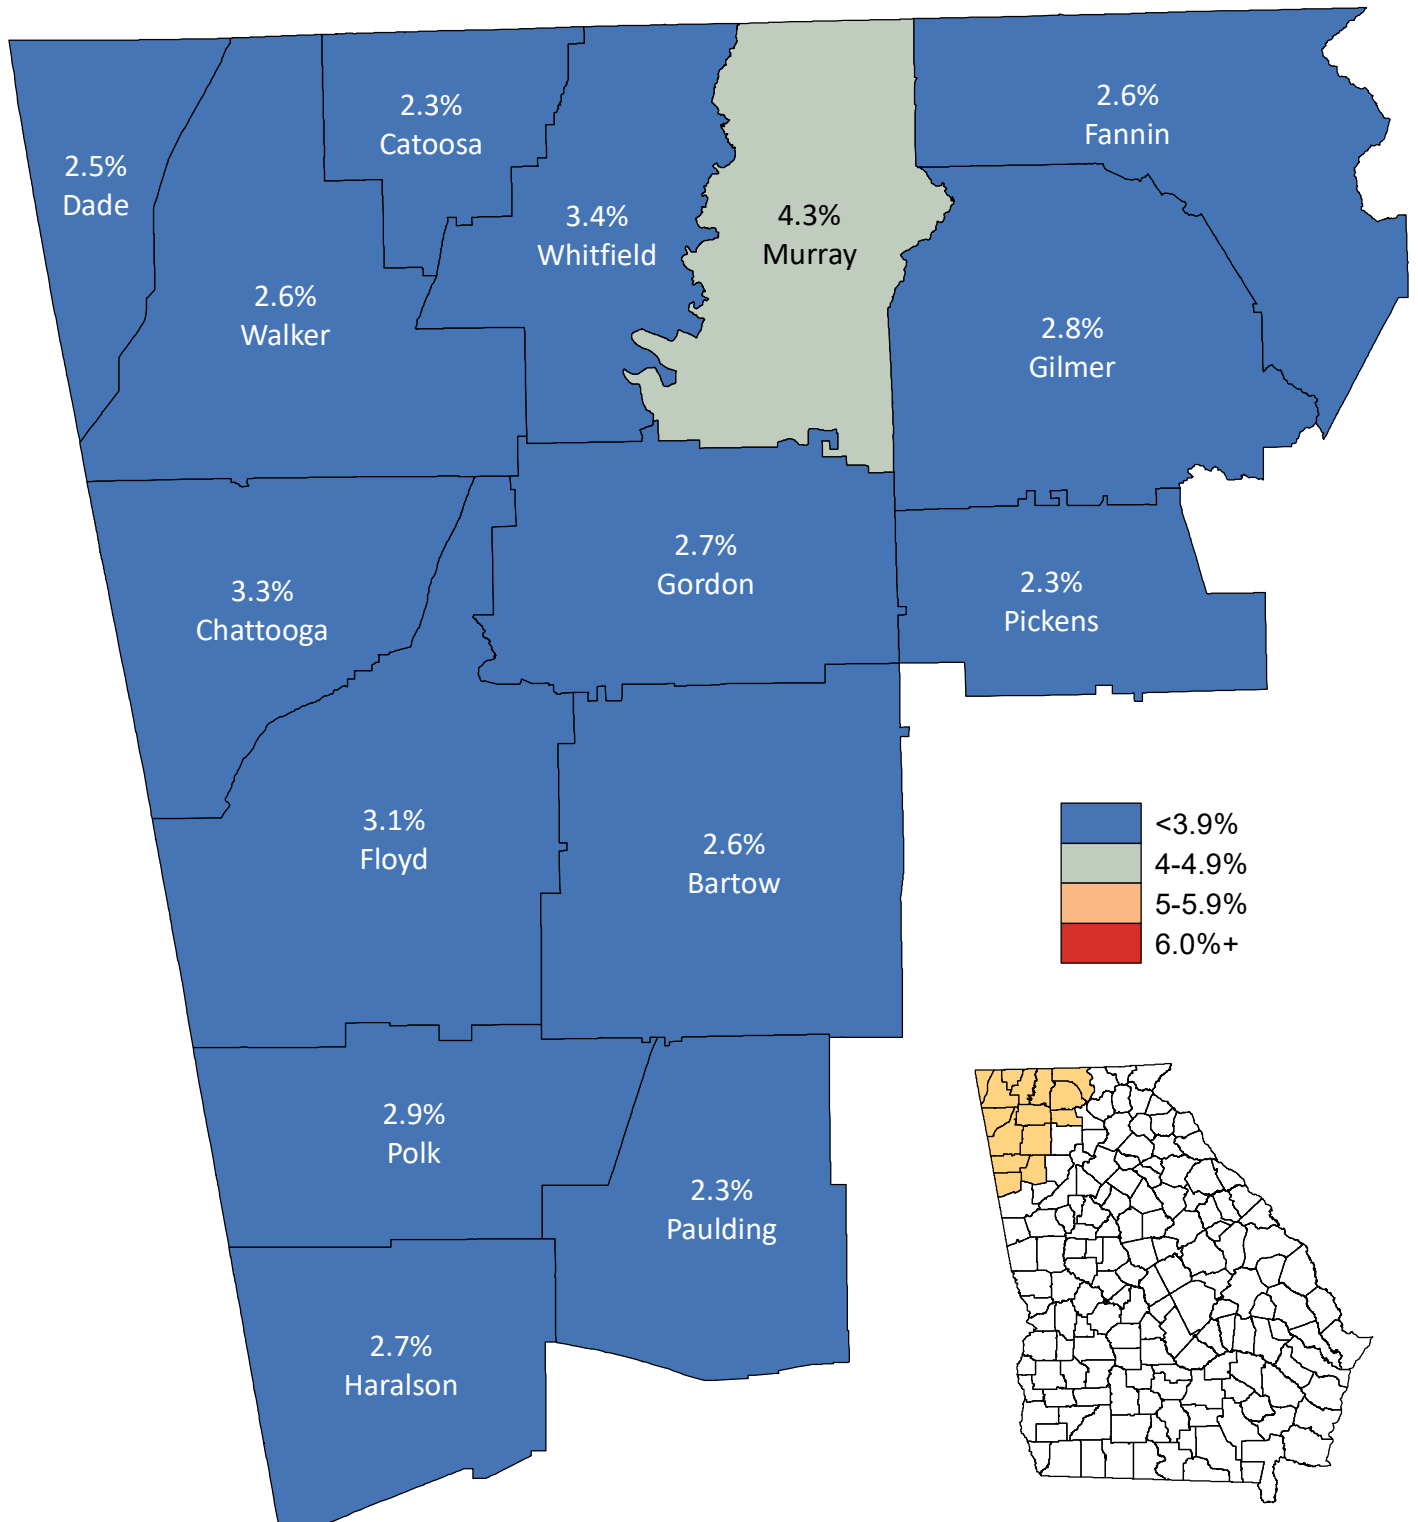 2.6%
Fannin
2.3%
Catoosa
2.5%
Dade
3.4%
Whitfield
4.3%
Murray
2.6%
Walker
2.8%
Gilmer
2.7%
Gordon
3.3%
Chattooga
2.3%
Pickens
3.1%
Floyd
2.6%
Bartow
<3.9%
4-4.9%
5-5.9%
6.0%+
2.9%
Polk
2.3%
Paulding
2.7%
Haralson